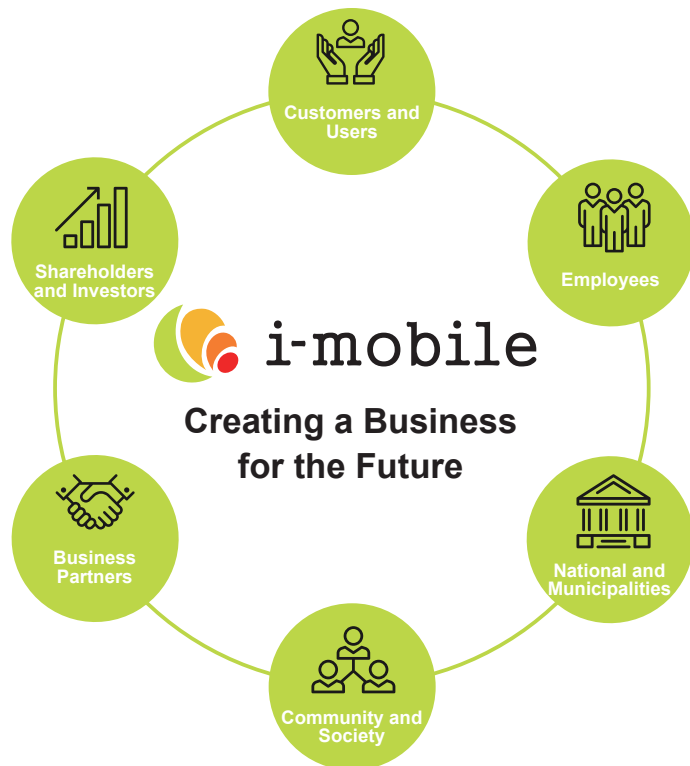 Customers and
Users
Shareholders
and Investors
Employees
i-mobile
Creating a Business
for the Future
Business
Partners
National and
Municipalities
Community and
Society